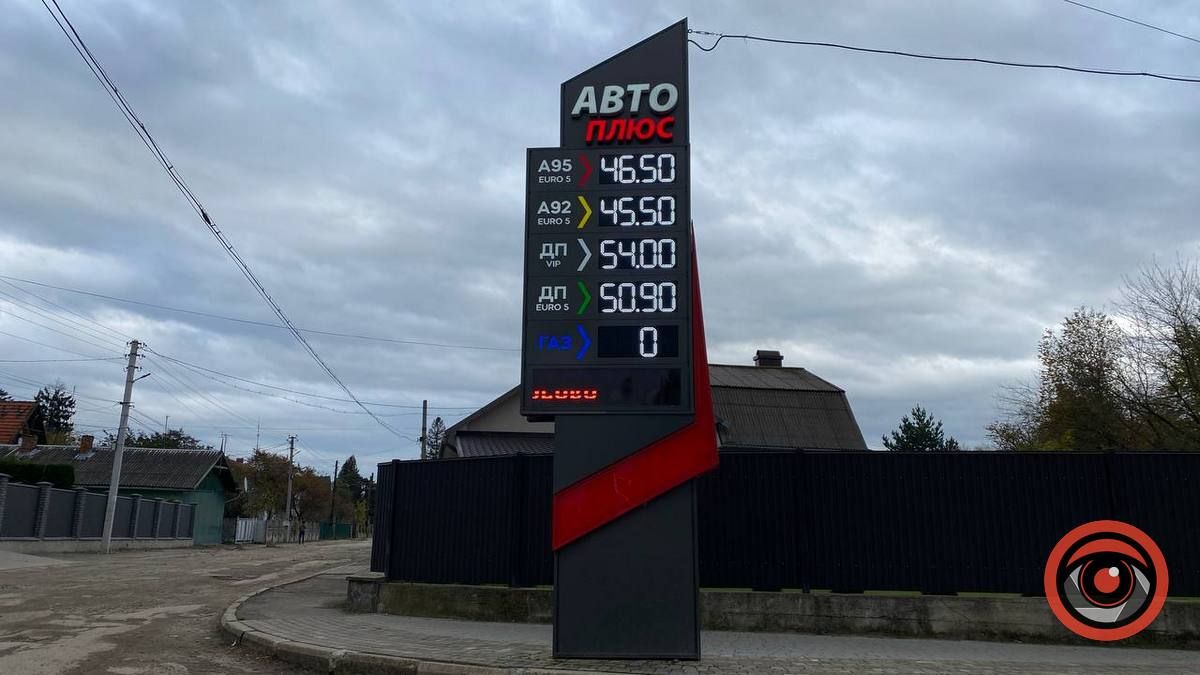 АВТО
ПЛЮС
А95 46.50
EURO 5
А92 45.50
EURO 5
ДП 54.00
VIP
ДП 50.90
EURO 5
ГАЗ 0